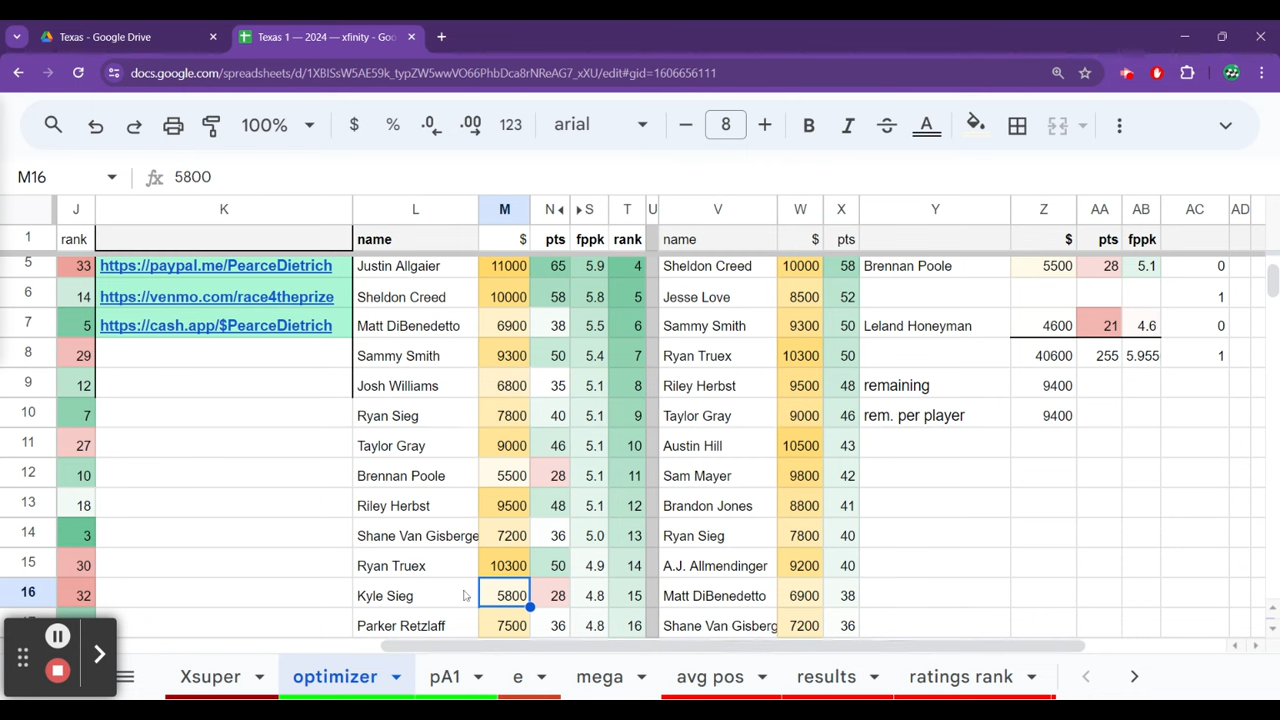 Texas - Google Drive
Texas 1 — 2024 — xfinity - Goo
docs.google.com/spreadsheets/d/1XBISsW5AE59k_typZW5wwVO66PhbDca8rNReAG7_xXU/edit#gid=1606656111
100% $ % .0 .00 123 arial 8 B I A
M16 fx 5800
J K L M N S T U V W X Y Z AA AB AC AD
1 rank name $ pts fppk rank name $ pts $ pts fppk
5 33 https://paypal.me/PearceDietrich Justin Allgaier 11000 65 5.9 4 Sheldon Creed 10000 58 Brennan Poole 5500 28 5.1 0
6 14 https://venmo.com/race4theprize Sheldon Creed 10000 58 5.8 5 Jesse Love 8500 52 1
7 5 https://cash.app/$PearceDietrich Matt DiBenedetto 6900 38 5.5 6 Sammy Smith 9300 50 Leland Honeyman 4600 21 4.6 0
8 29 Sammy Smith 9300 50 5.4 7 Ryan Truex 10300 50 40600 255 5.955 1
9 12 Josh Williams 6800 35 5.1 8 Riley Herbst 9500 48 remaining 9400
10 7 Ryan Sieg 7800 40 5.1 9 Taylor Gray 9000 46 rem. per player 9400
11 27 Taylor Gray 9000 46 5.1 10 Austin Hill 10500 43
12 10 Brennan Poole 5500 28 5.1 11 Sam Mayer 9800 42
13 18 Riley Herbst 9500 48 5.1 12 Brandon Jones 8800 41
14 3 Shane Van Gisberge 7200 36 5.0 13 Ryan Sieg 7800 40
15 30 Ryan Truex 10300 50 4.9 14 A.J. Allmendinger 9200 40
16 32 Kyle Sieg 5800 28 4.8 15 Matt DiBenedetto 6900 38
Parker Retzlaff 7500 36 4.8 16 Shane Van Gisberg 7200 36
Xsuper optimizer pA1 e mega avg pos results ratings rank